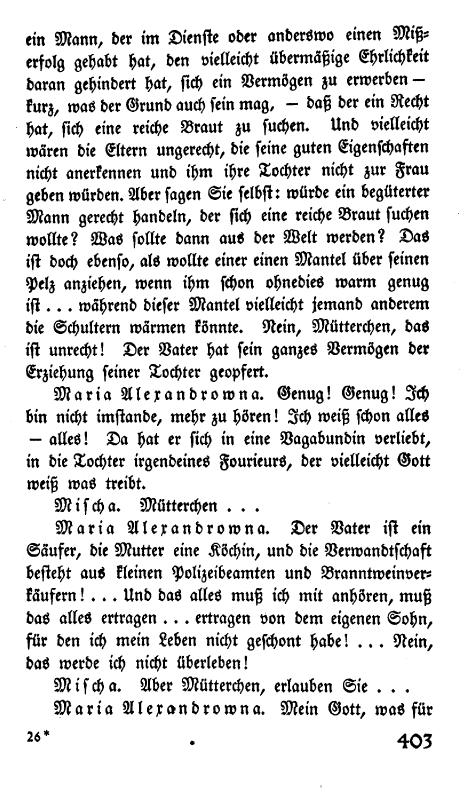 ein Mann, der im Dienste oder anderswo einen Miß-
erfolg gehabt hat, den vielleicht übermäßige Ehrlichkeit
daran gehindert hat, sich ein Vermögen zu erwerben —
kurz, was der Grund auch sein mag, — daß der ein Recht
hat, sich eine reiche Braut zu suchen. Und vielleicht
wären die Eltern ungerecht, die seine guten Eigenschaften
nicht anerkennen und ihm ihre Tochter nicht zur Frau
geben würden. Aber sagen Sie selbst: würde ein begüterter
Mann gerecht handeln, der sich eine reiche Braut suchen
wollte? Was sollte dann aus der Welt werden? Das
ist doch ebenso, als wollte einer einen Mantel über seinen
Pelz anziehen, wenn ihm schon ohnedies warm genug
ist . . . während dieser Mantel vielleicht jemand anderem
die Schultern wärmen könnte. Nein, Mütterchen, das
ist unrecht! Der Vater hat sein ganzes Vermögen der
Erziehung seiner Tochter geopfert.
Maria Alexandrowna. Genug! Genug! Ich
bin nicht imstande, mehr zu hören! Ich weiß schon alles
— alles! Da hat er sich in eine Vagabundin verliebt,
in die Tochter irgendeines Fourieurs, der vielleicht Gott
weiß was treibt.
Mischa. Mütterchen . . .
Maria Alexandrowna. Der Vater ist ein
Säufer, die Mutter eine Köchin, und die Verwandtschaft
besteht aus kleinen Polizeibeamten und Branntweinver-
käufern! . . . Und das alles muß ich mit anhören, muß
das alles ertragen . . . ertragen von dem eigenen Sohn,
für den ich mein Leben nicht geschont habe! . . . Nein,
das werde ich nicht überleben!
Mischa. Aber Mütterchen, erlauben Sie . . .
Maria Alexandrowna. Mein Gott, was für
26* 403